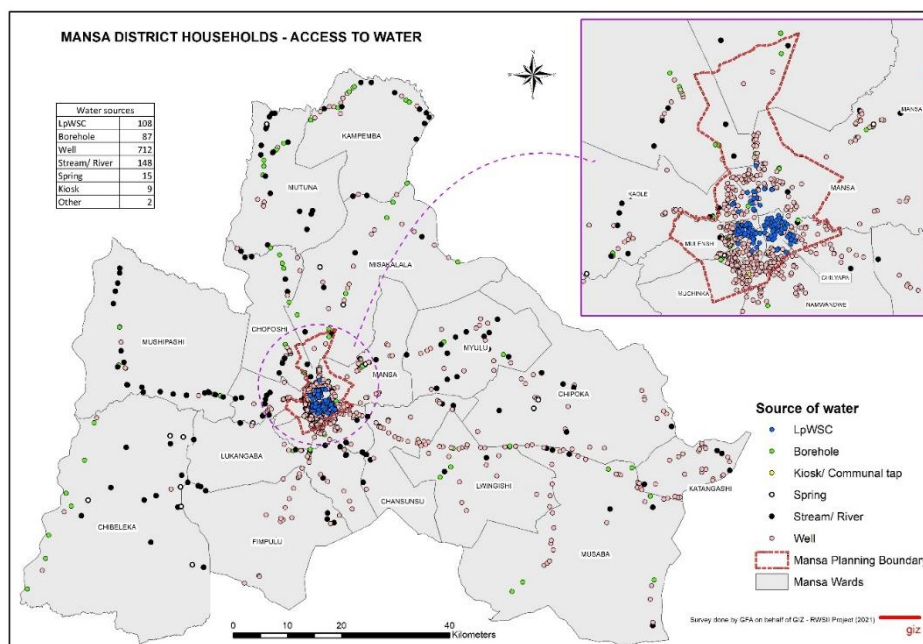 MANSA DISTRICT HOUSEHOLDS - ACCESS TO WATER
N
Water sources
LpWSC 108
Borehole 87
Well 712
Stream/ River 148
Spring 15
Kiosk 9
Other 2
KAMPEMBA
MUTUNA
MISAKALALA
MUSHIPASHI
CHOFOSHI
MANSA
MYULU
CHIPOKA
LUKANGABA
CHIBELEKA
FIMPULU
CHANSUNSU
LWINGISHI
KATANGASHI
MUSABA
MANSA
KAOLE
MANSA
MULENSH
CHILYAPA
MUCHINKA
NAMWANDWE
Source of water
LpWSC
Borehole
Kiosk/ Communal tap
Spring
Stream/ River
Well
Mansa Planning Boundary
Mansa Wards
0 10 20 40
Kilometers
Survey done by GFA on behalf of GIZ - RWSII Project (2021)
giz